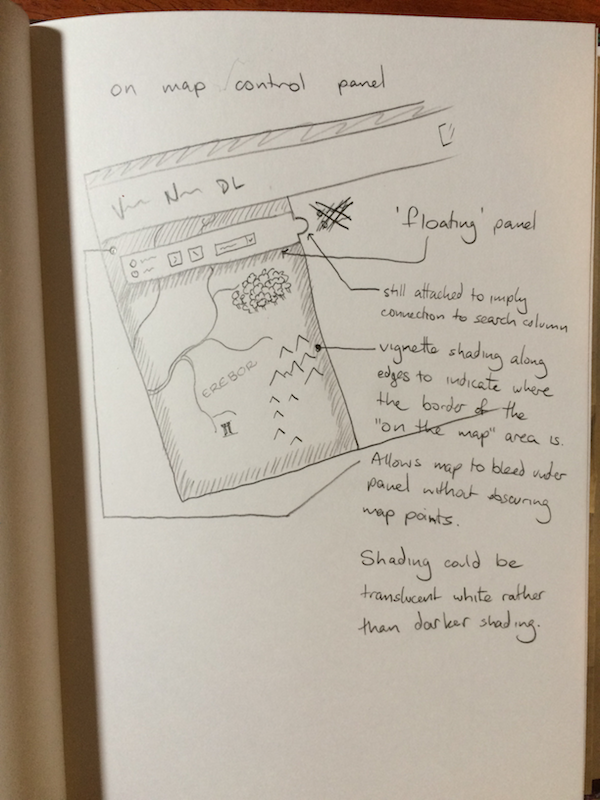 on map control panel
'floating' panel
still attached to imply
connection to search column
vignette shading along
edges to indicate where
the border of the
"on the map" area is.
EREBOR
Allows map to bleed under
panel without obscuring
map points.
Shading could be
translucent white rather
than darker shading.